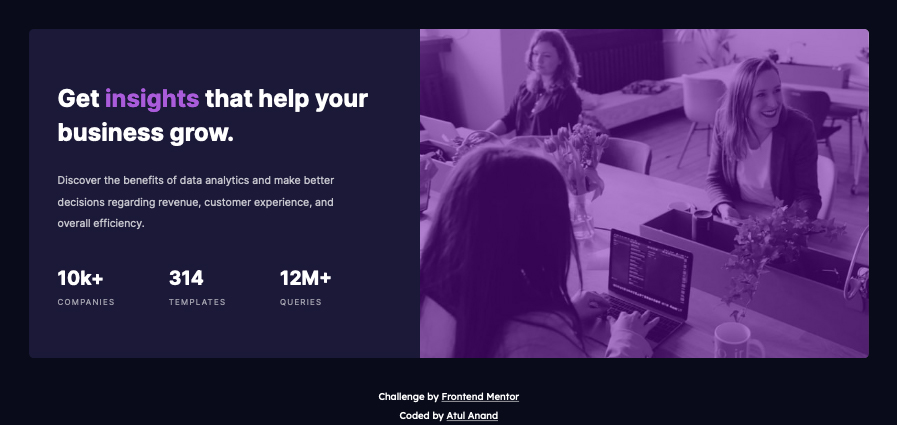 Get insights that help your
business grow.
Discover the benefits of data analytics and make better
decisions regarding revenue, customer experience, and
overall efficiency.
10k+ 314 12M+
COMPANIES TEMPLATES QUERIES
Challenge by Frontend Mentor
Coded by Atul Anand